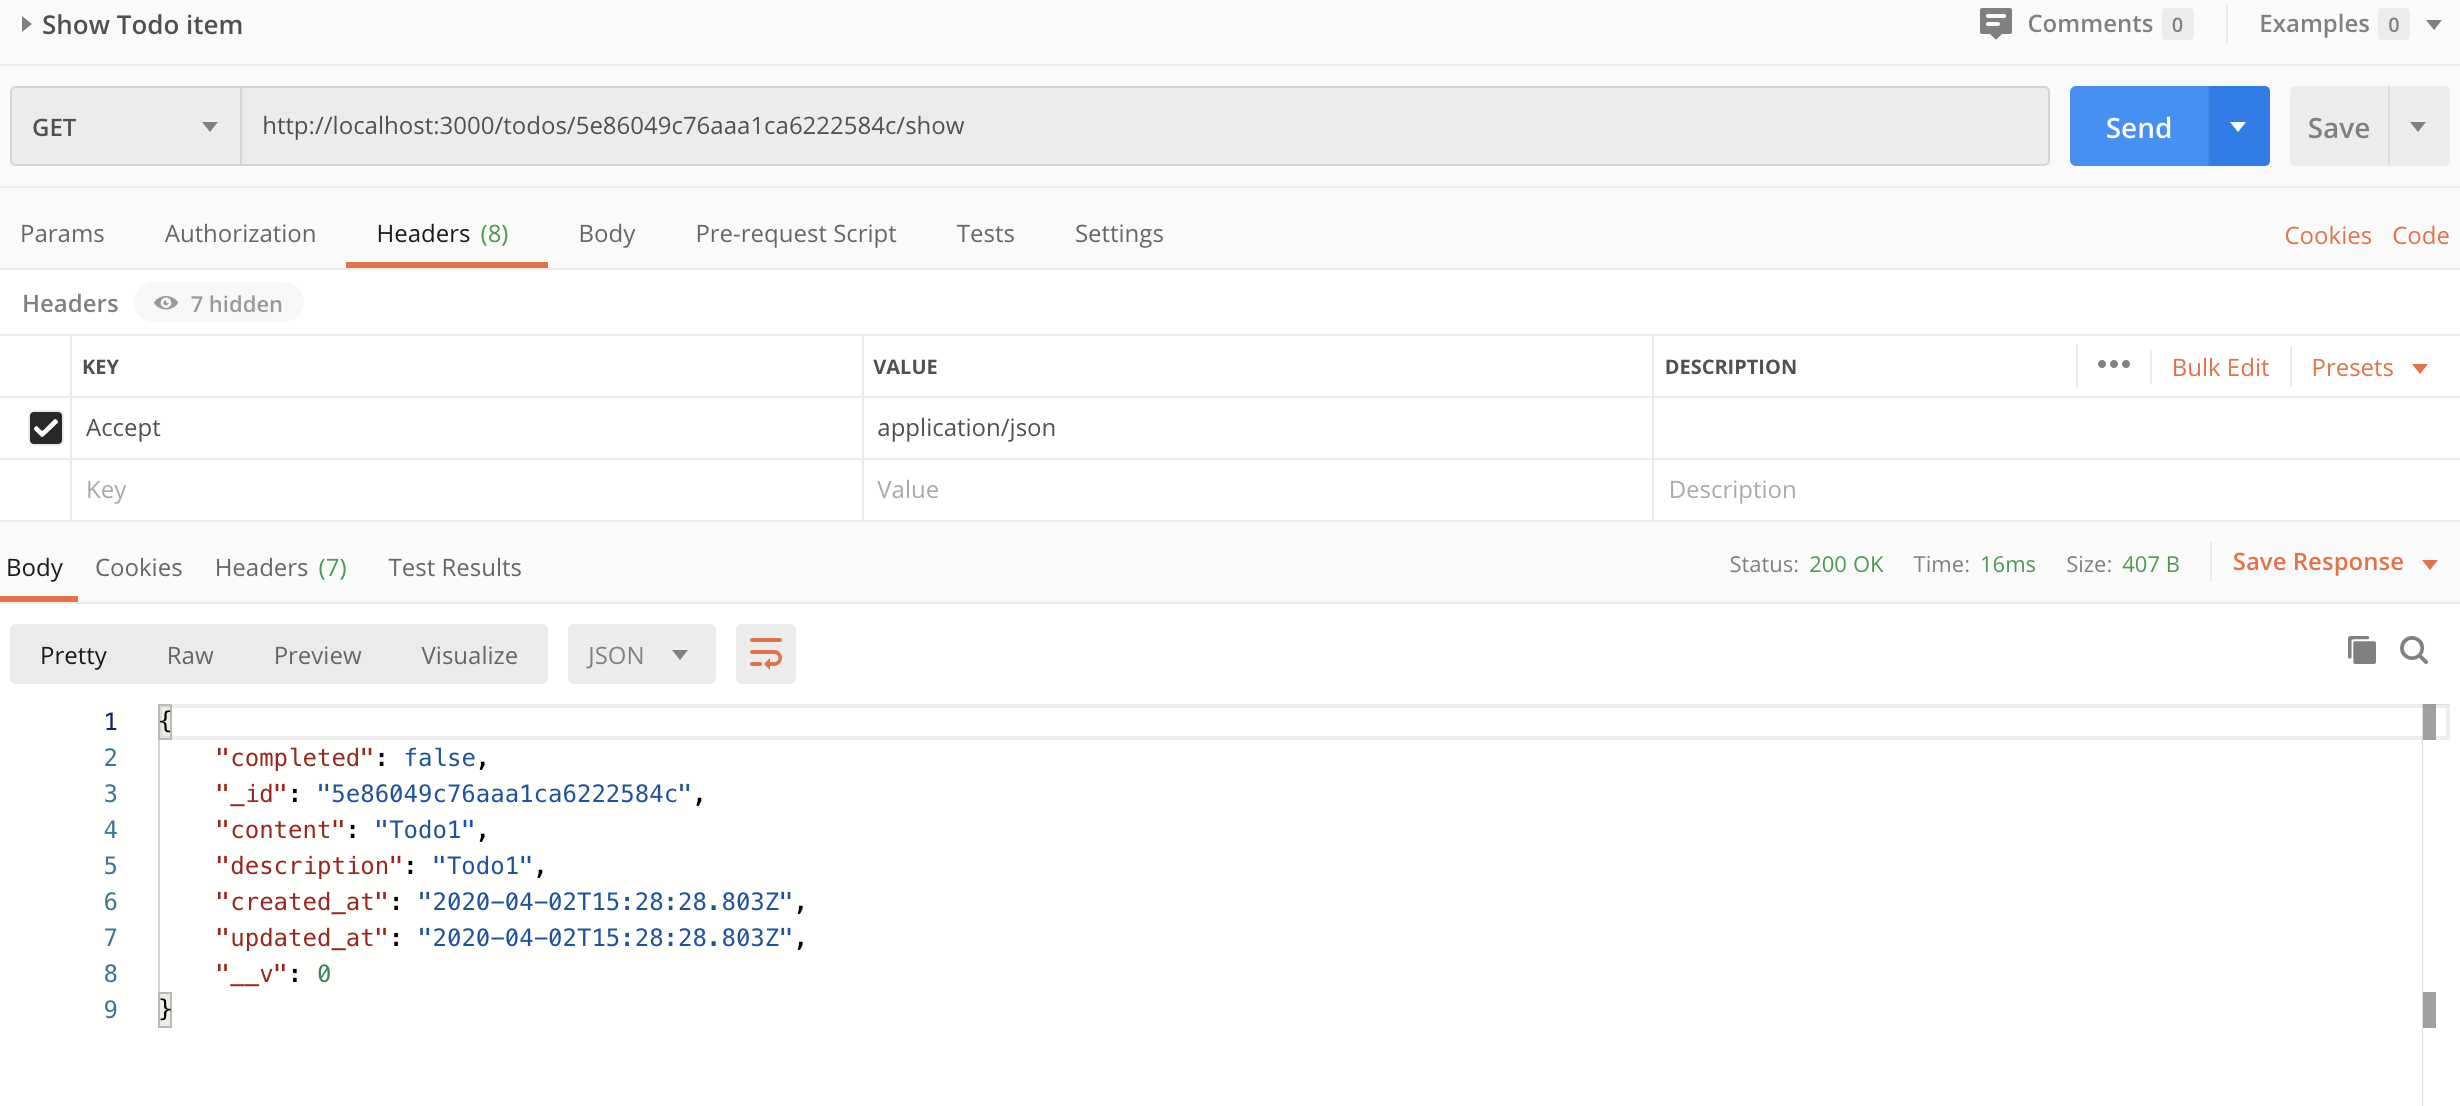 Show Todo item Comments 0 Examples 0
GET http://localhost:3000/todos/5e86049c76aaa1ca6222584c/show Send Save
Params Authorization Headers (8) Body Pre-request Script Tests Settings Cookies Code
Headers 7 hidden
KEY VALUE DESCRIPTION ••• Bulk Edit Presets
Accept application/json
Key Value Description
Body Cookies Headers (7) Test Results Status: 200 OK Time: 16ms Size: 407 B Save Response
Pretty Raw Preview Visualize JSON
1 {
2 "completed": false,
3 "_id": "5e86049c76aaa1ca6222584c",
4 "content": "Todo1",
5 "description": "Todo1",
6 "created_at": "2020-04-02T15:28:28.803Z",
7 "updated_at": "2020-04-02T15:28:28.803Z",
8 "__v": 0
9 }